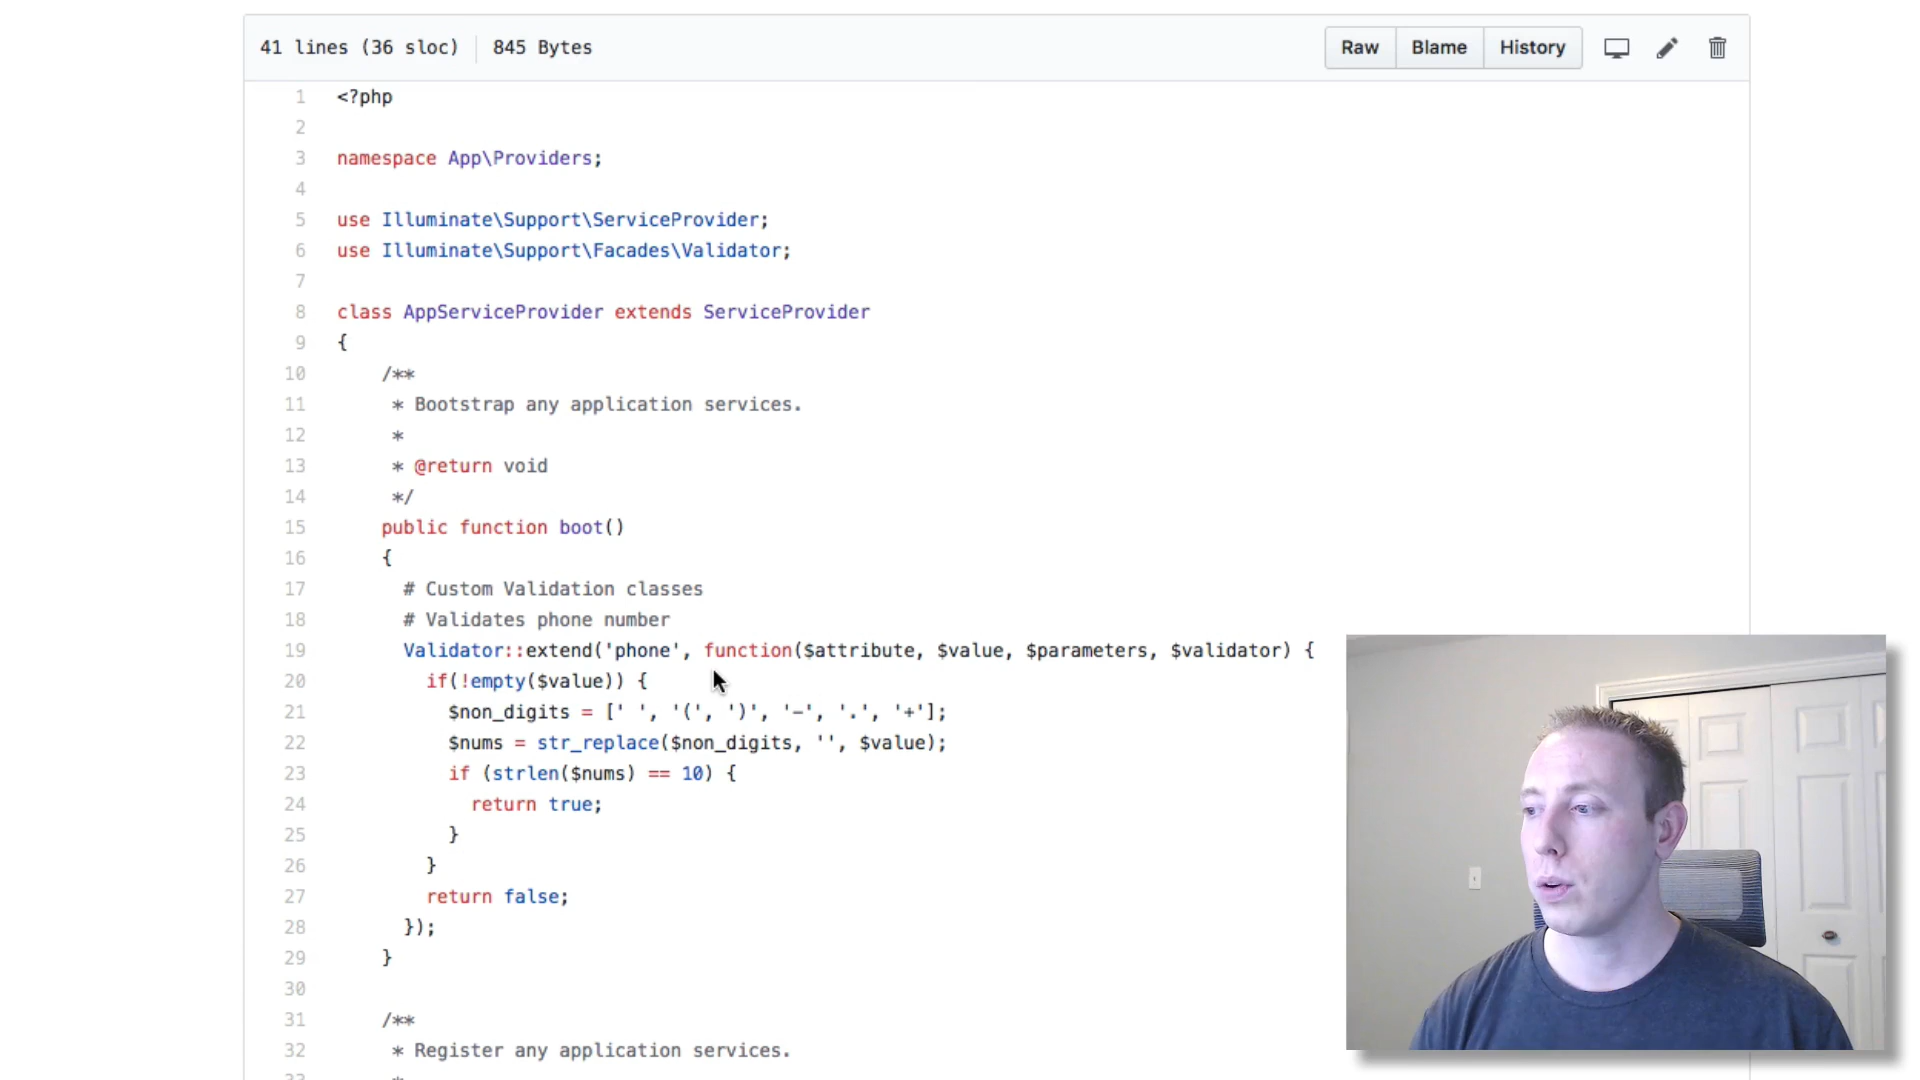 41 lines (36 sloc) 845 Bytes Raw Blame History
1 <?php
2
3 namespace App\Providers;
4
5 use Illuminate\Support\ServiceProvider;
6 use Illuminate\Support\Facades\Validator;
7
8 class AppServiceProvider extends ServiceProvider
9 {
10 /**
11 * Bootstrap any application services.
12 *
13 * @return void
14 */
15 public function boot()
16 {
17 # Custom Validation classes
18 # Validates phone number
19 Validator::extend('phone', function($attribute, $value, $parameters, $validator) {
20 if(!empty($value)) {
21 $non_digits = [' ', '(', ')', '-', '.', '+'];
22 $nums = str_replace($non_digits, '', $value);
23 if (strlen($nums) == 10) {
24 return true;
25 }
26 }
27 return false;
28 });
29 }
30
31 /**
32 * Register any application services.
33 *